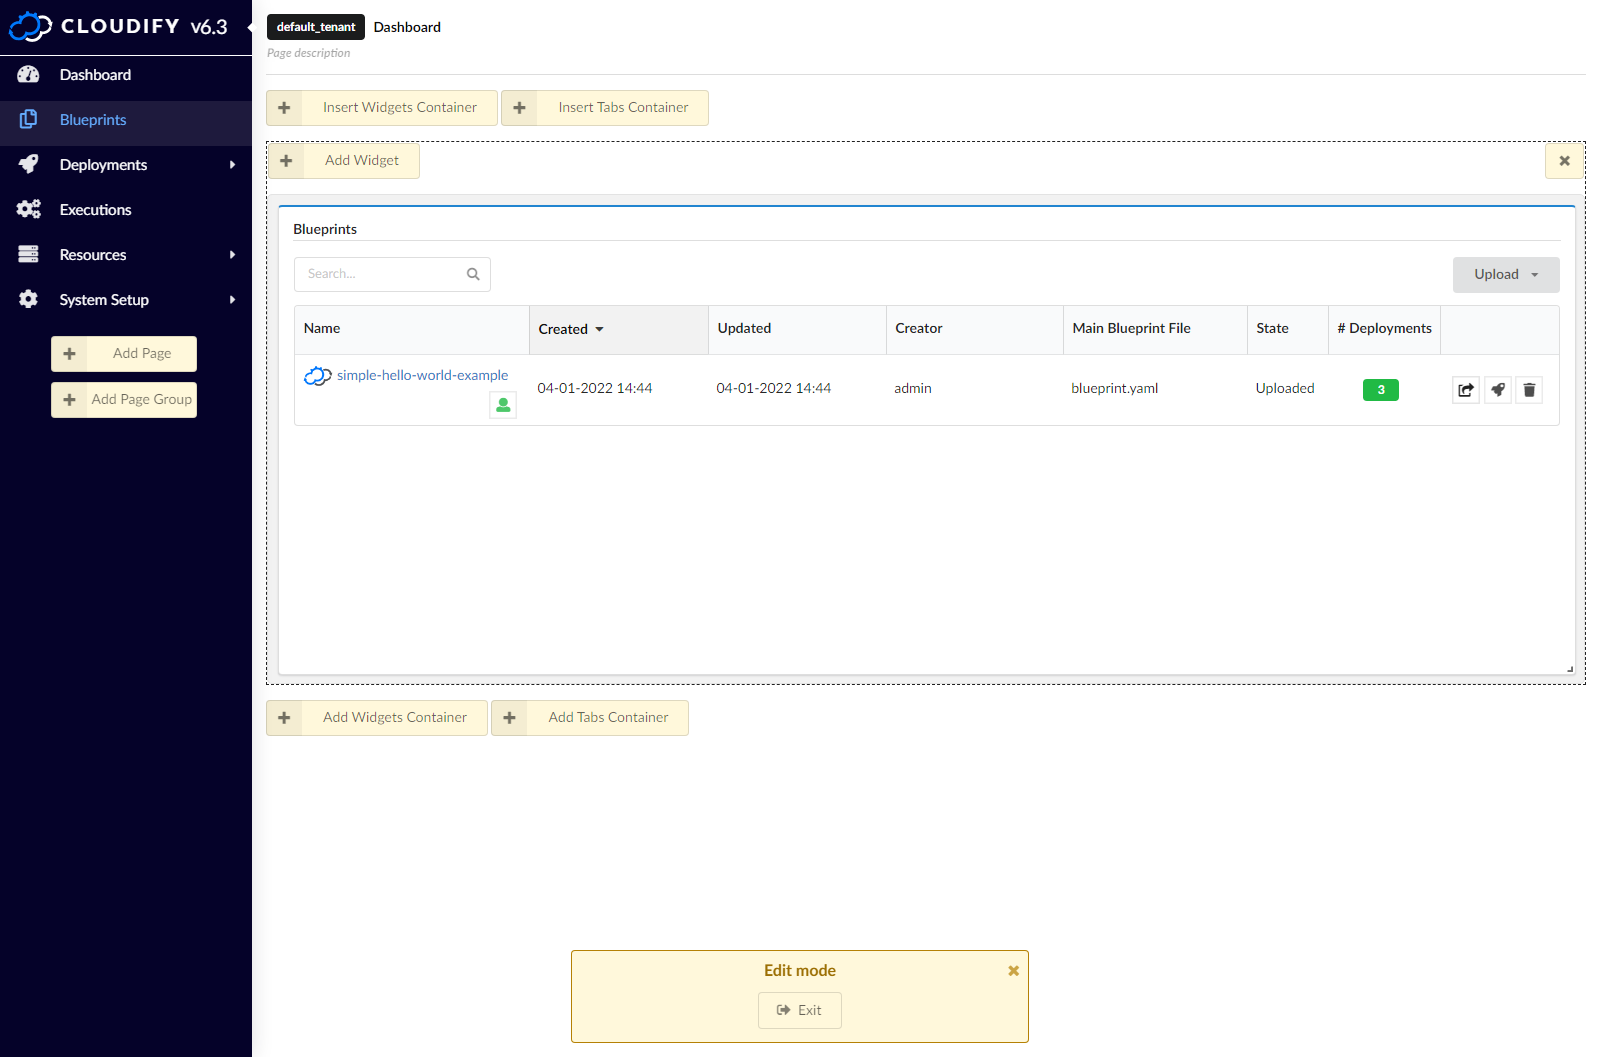 CLOUDIFY v6.3
Dashboard
Blueprints
Deployments
Executions
Resources
System Setup
Add Page
Add Page Group
default_tenant Dashboard
Page description
Insert Widgets Container Insert Tabs Container
Add Widget
Blueprints
Search... Upload
Name Created Updated Creator Main Blueprint File State # Deployments
simple-hello-world-example 04-01-2022 14:44 04-01-2022 14:44 admin blueprint.yaml Uploaded 3
Add Widgets Container Add Tabs Container
Edit mode
Exit